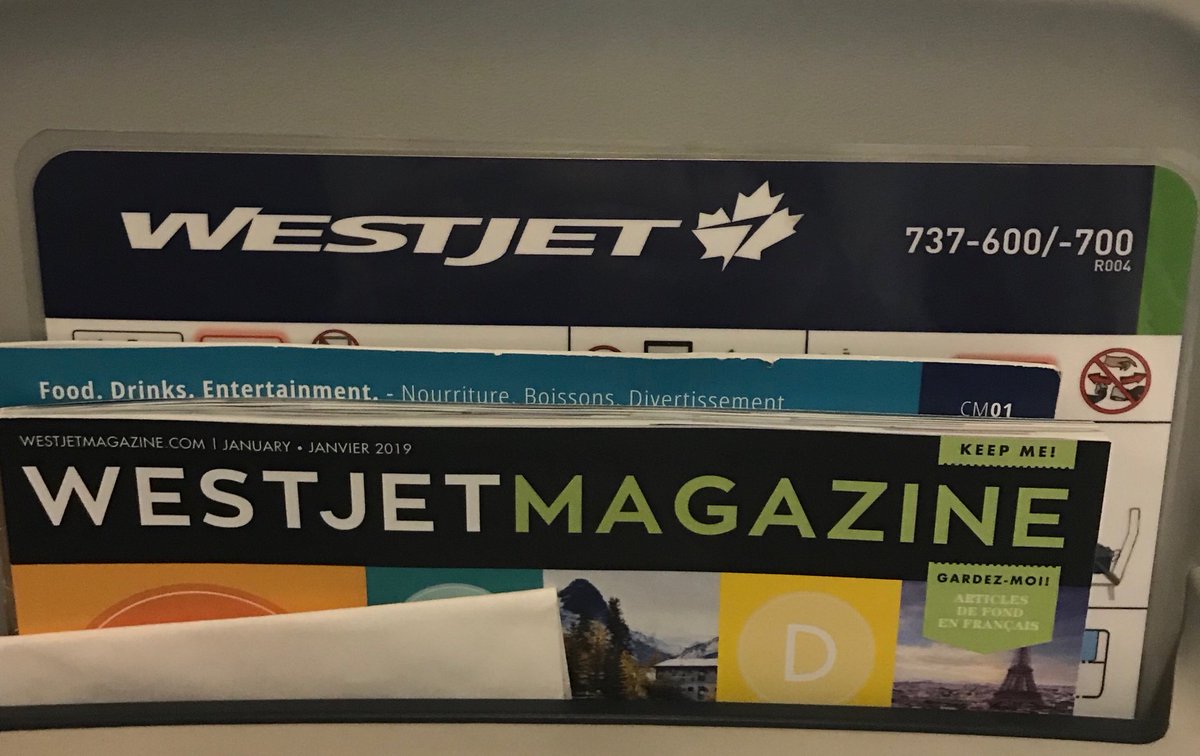 WESTJET
737-600/-700
R004
Food. Drinks. Entertainment. - Nourriture. Boissons. Divertissement
CM01
WESTJETMAGAZINE.COM | JANUARY • JANVIER 2019
KEEP ME!
WESTJETMAGAZINE
GARDEZ-MOI!
ARTICLES
DE FOND
EN FRANÇAIS
D